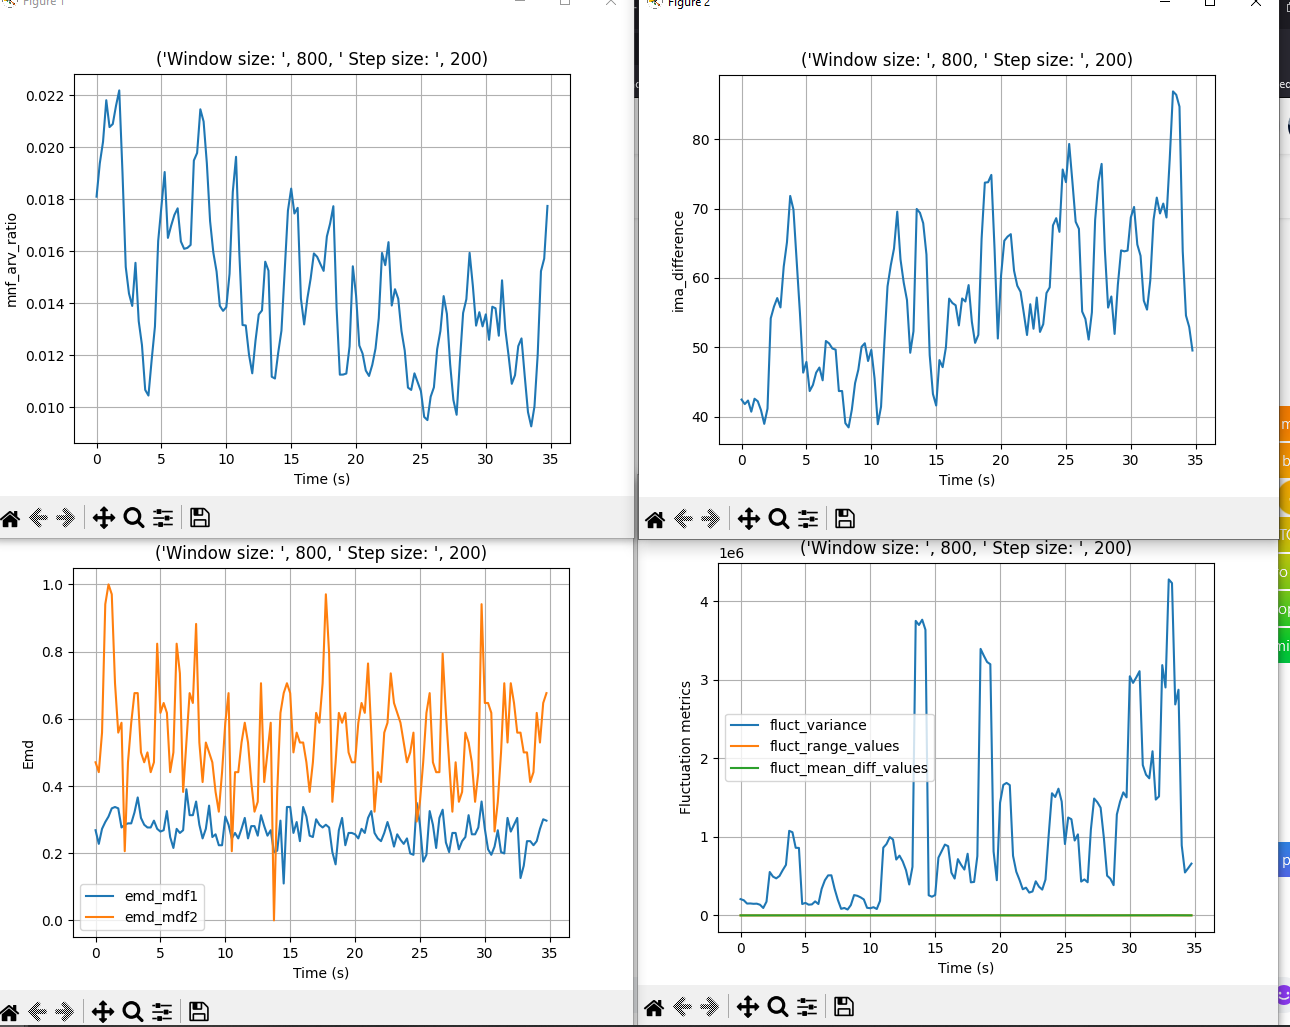 Figure 1
('Window size: ', 800, ' Step size: ', 200)
mnf_arv_ratio
0.022
0.020
0.018
0.016
0.014
0.012
0.010
0 5 10 15 20 25 30 35
Time (s)
Figure 2
('Window size: ', 800, ' Step size: ', 200)
ima_difference
80
70
60
50
40
0 5 10 15 20 25 30 35
Time (s)
('Window size: ', 800, ' Step size: ', 200)
Emd
1.0
0.8
0.6
0.4
0.2
0.0
emd_mdf1
emd_mdf2
0 5 10 15 20 25 30 35
Time (s)
('Window size: ', 800, ' Step size: ', 200)
1e6
Fluctuation metrics
4
3
2
1
0
fluct_variance
fluct_range_values
fluct_mean_diff_values
0 5 10 15 20 25 30 35
Time (s)